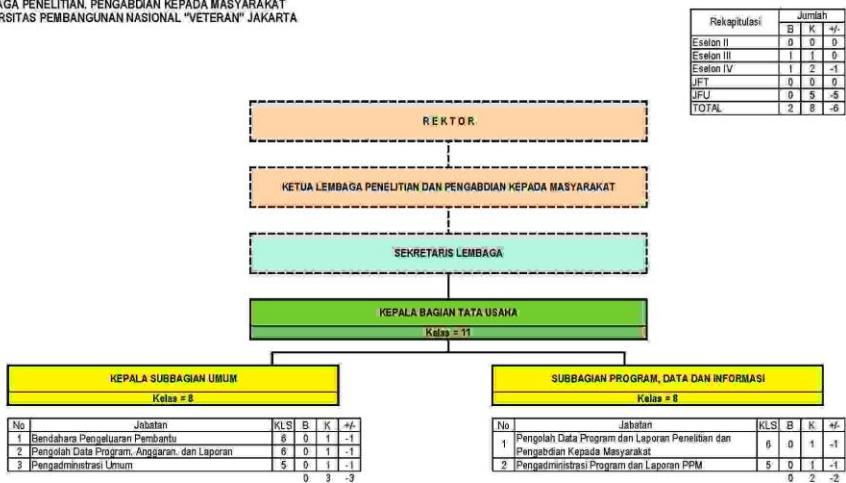 AGA PENELITIAN. PENGABDIAN KEPADA MASYARAKAT
ERSITAS PEMBANGUNAN NASIONAL "VETERAN" JAKARTA
Rekapitulasi Jumlah
B K +/-
Eselon II 0 0 0
Eselon III 1 1 0
Eselon IV 1 2 -1
JFT 0 0 0
JFU 0 5 -5
TOTAL 2 8 -6
REKTOR
KETUA LEMBAGA PENELITIAN DAN PENGABDIAN KEPADA MASYARAKAT
SEKRETARIS LEMBAGA
KEPALA BAGIAN TATA USAHA
Kelas = 11
KEPALA SUBBAGIAN UMUM
Kelas = 8
No Jabatan KLS B K +/-
1 Bendahara Pengeluaran Pembantu 6 0 1 -1
2 Pengolah Data Program. Anggaran. dan Laporan 6 0 1 -1
3 Pengadministrasi Umum 5 0 1 -1
0 3 -3
SUBBAGIAN PROGRAM, DATA DAN INFORMASI
Kelas = 8
No Jabatan KLS B K +/-
1 Pengolah Data Program dan Laporan Penelitian dan
Pengabdian Kepada Masyarakat 6 0 1 -1
2 Pengadministrasi Program dan Laporan PPM 5 0 1 -1
0 2 -2